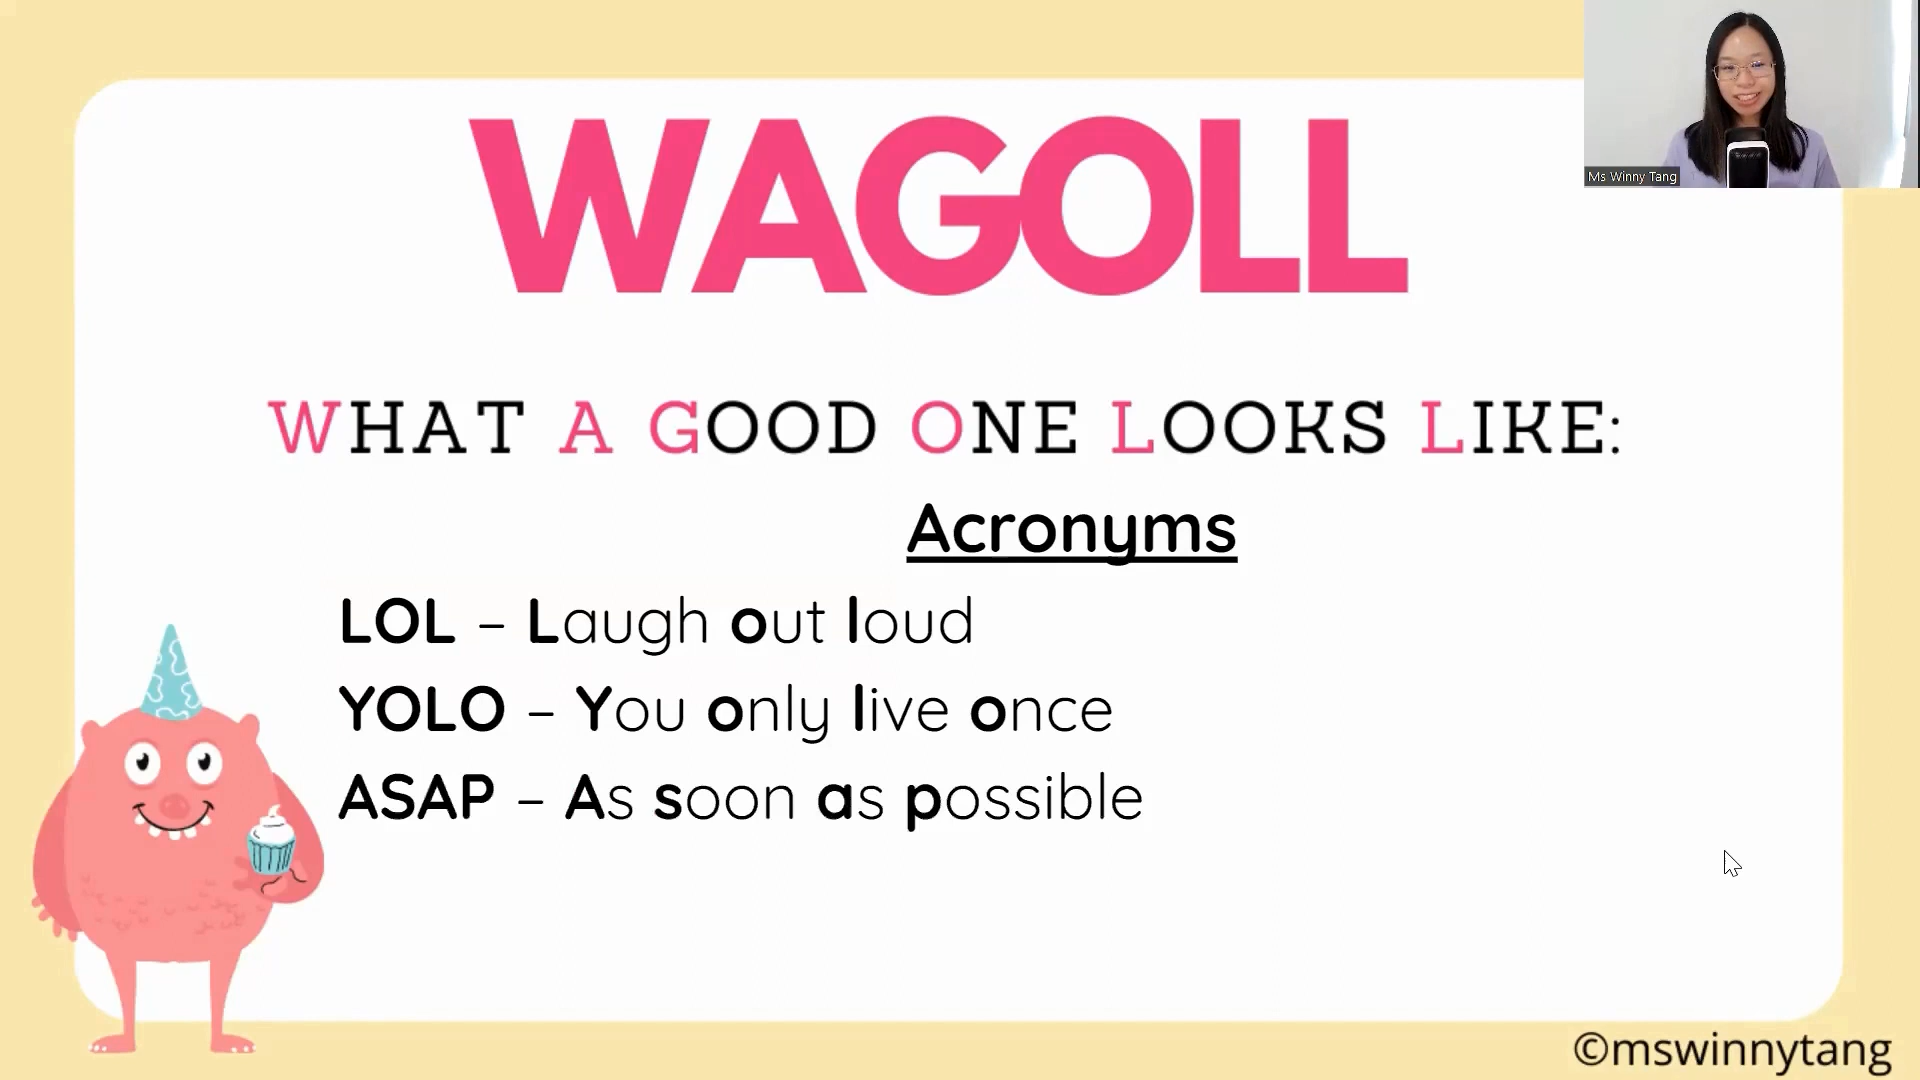 WAGOLL
Ms Winny Tang
WHAT A GOOD ONE LOOKS LIKE:
Acronyms
LOL – Laugh out loud
YOLO – You only live once
ASAP – As soon as possible
©mswinnytang